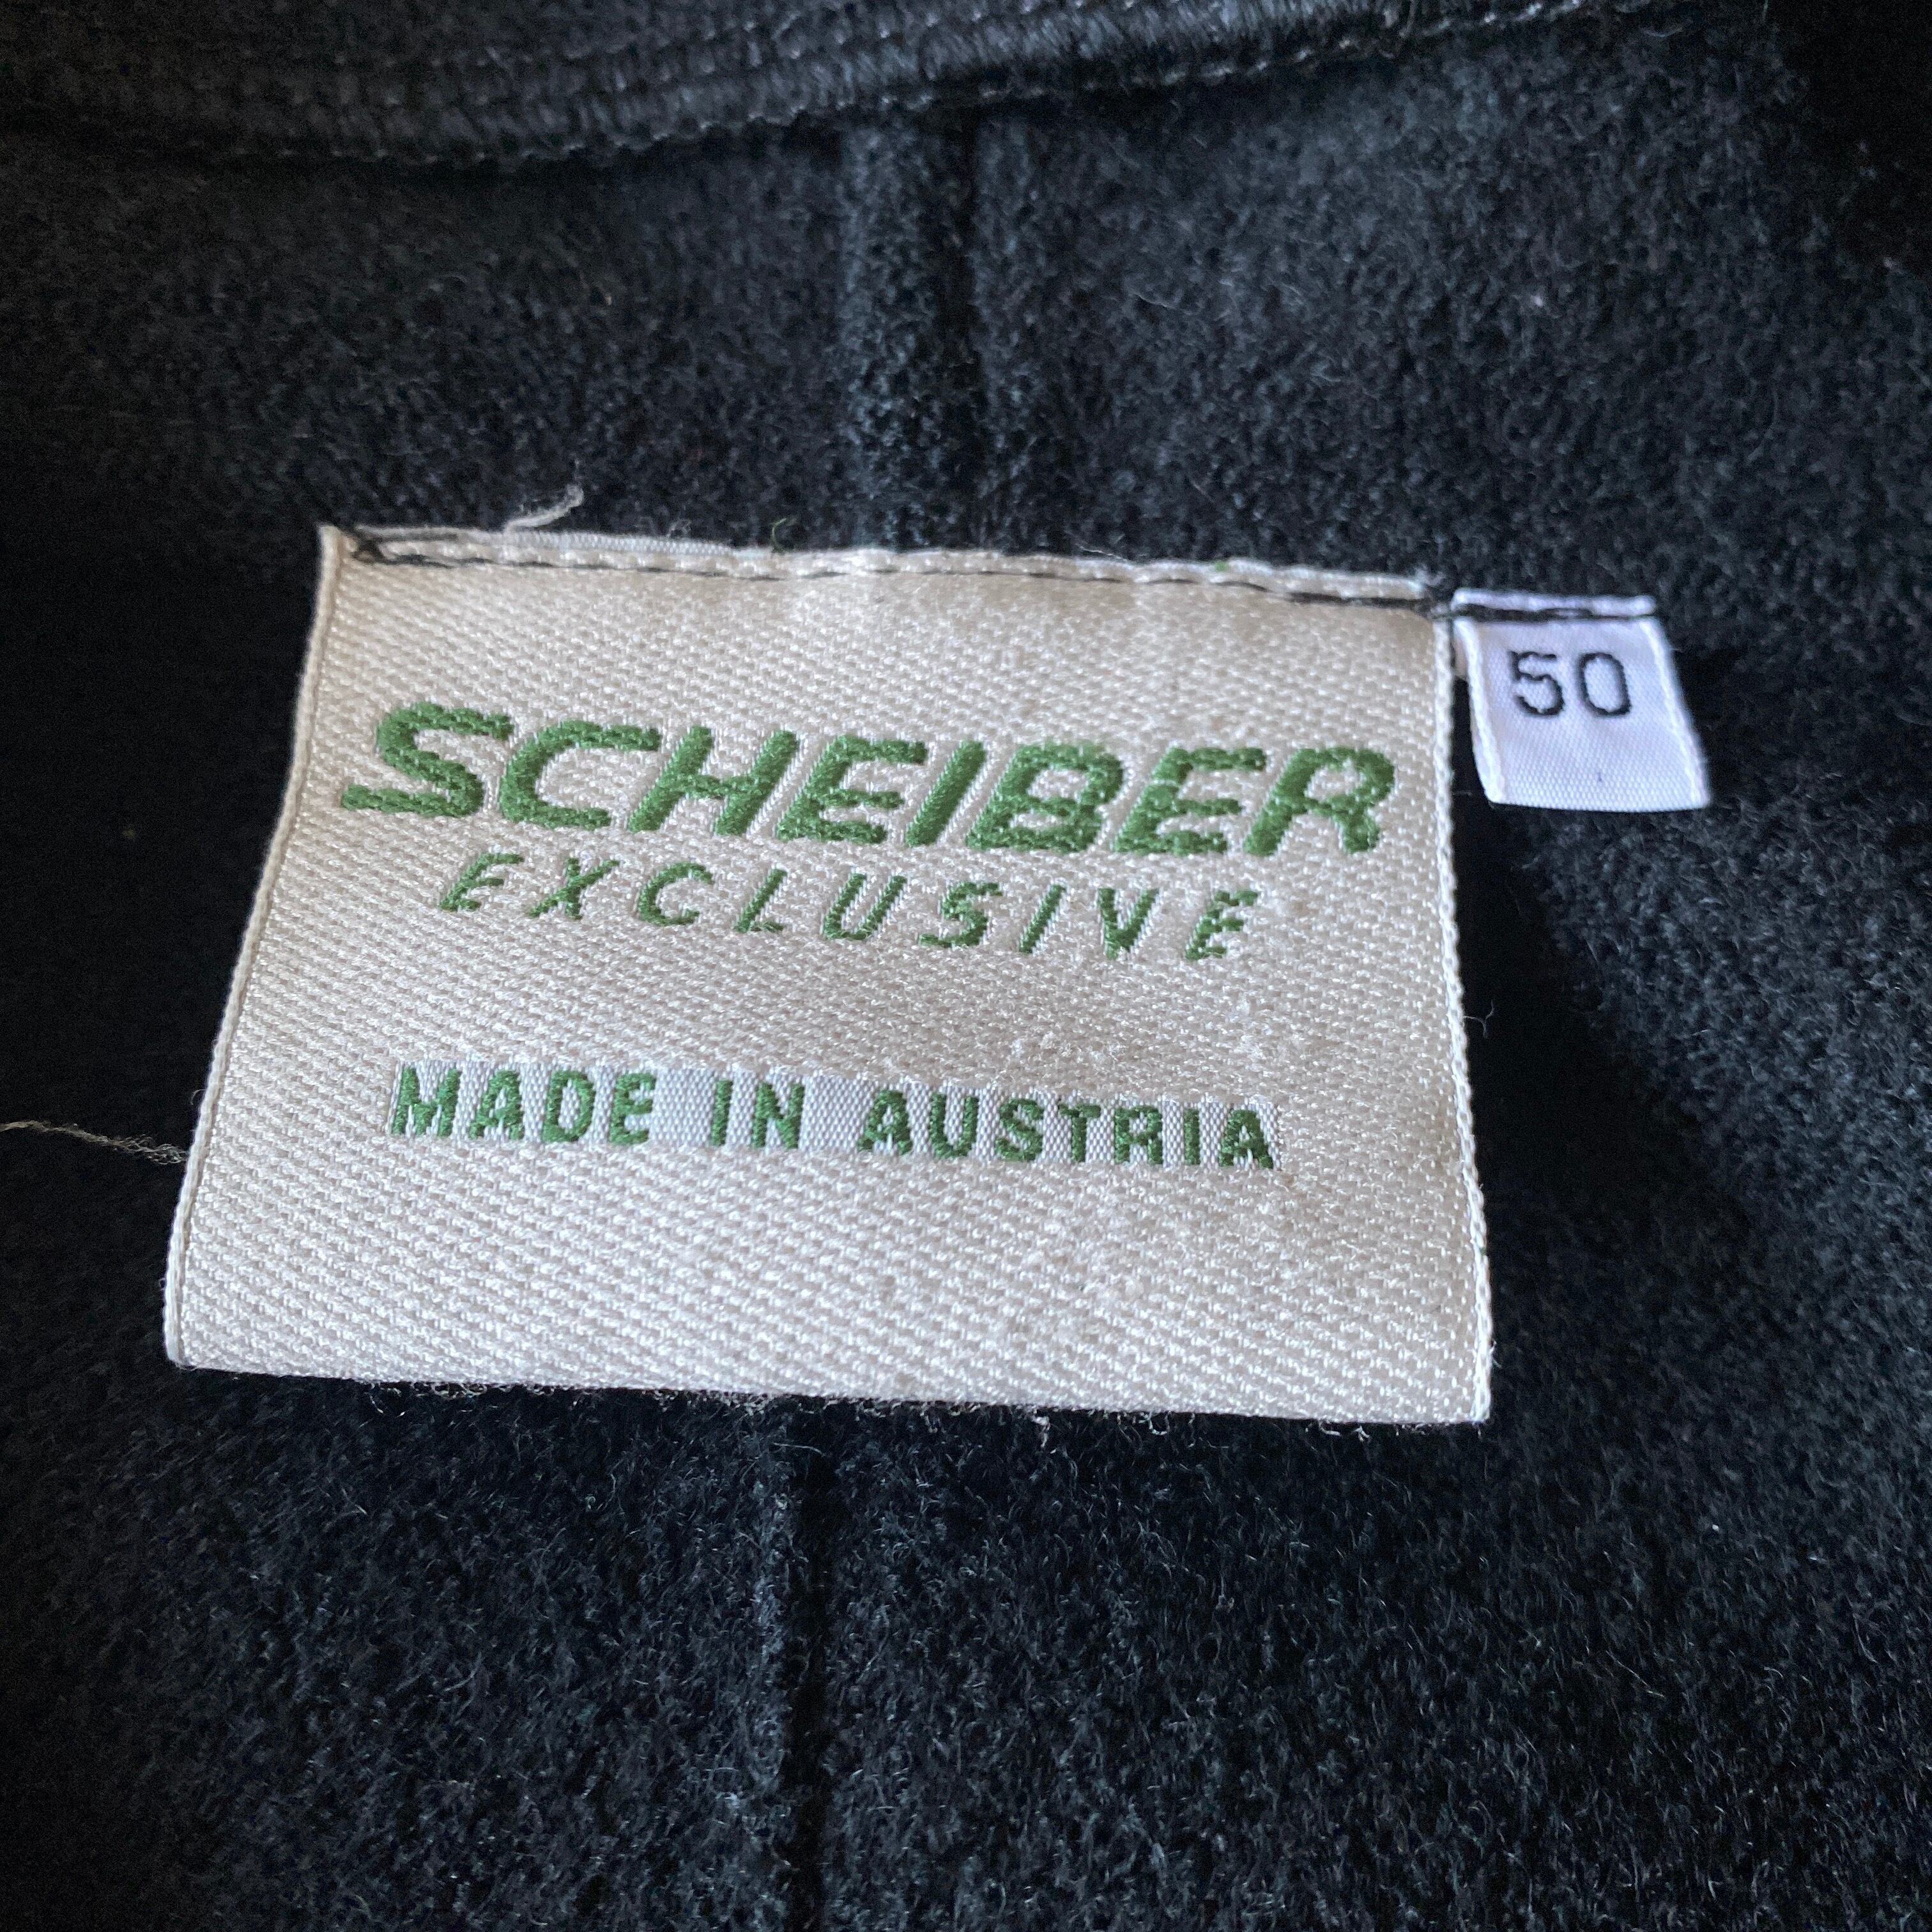 SCHEIBER
EXCLUSIVE
MADE IN AUSTRIA
50